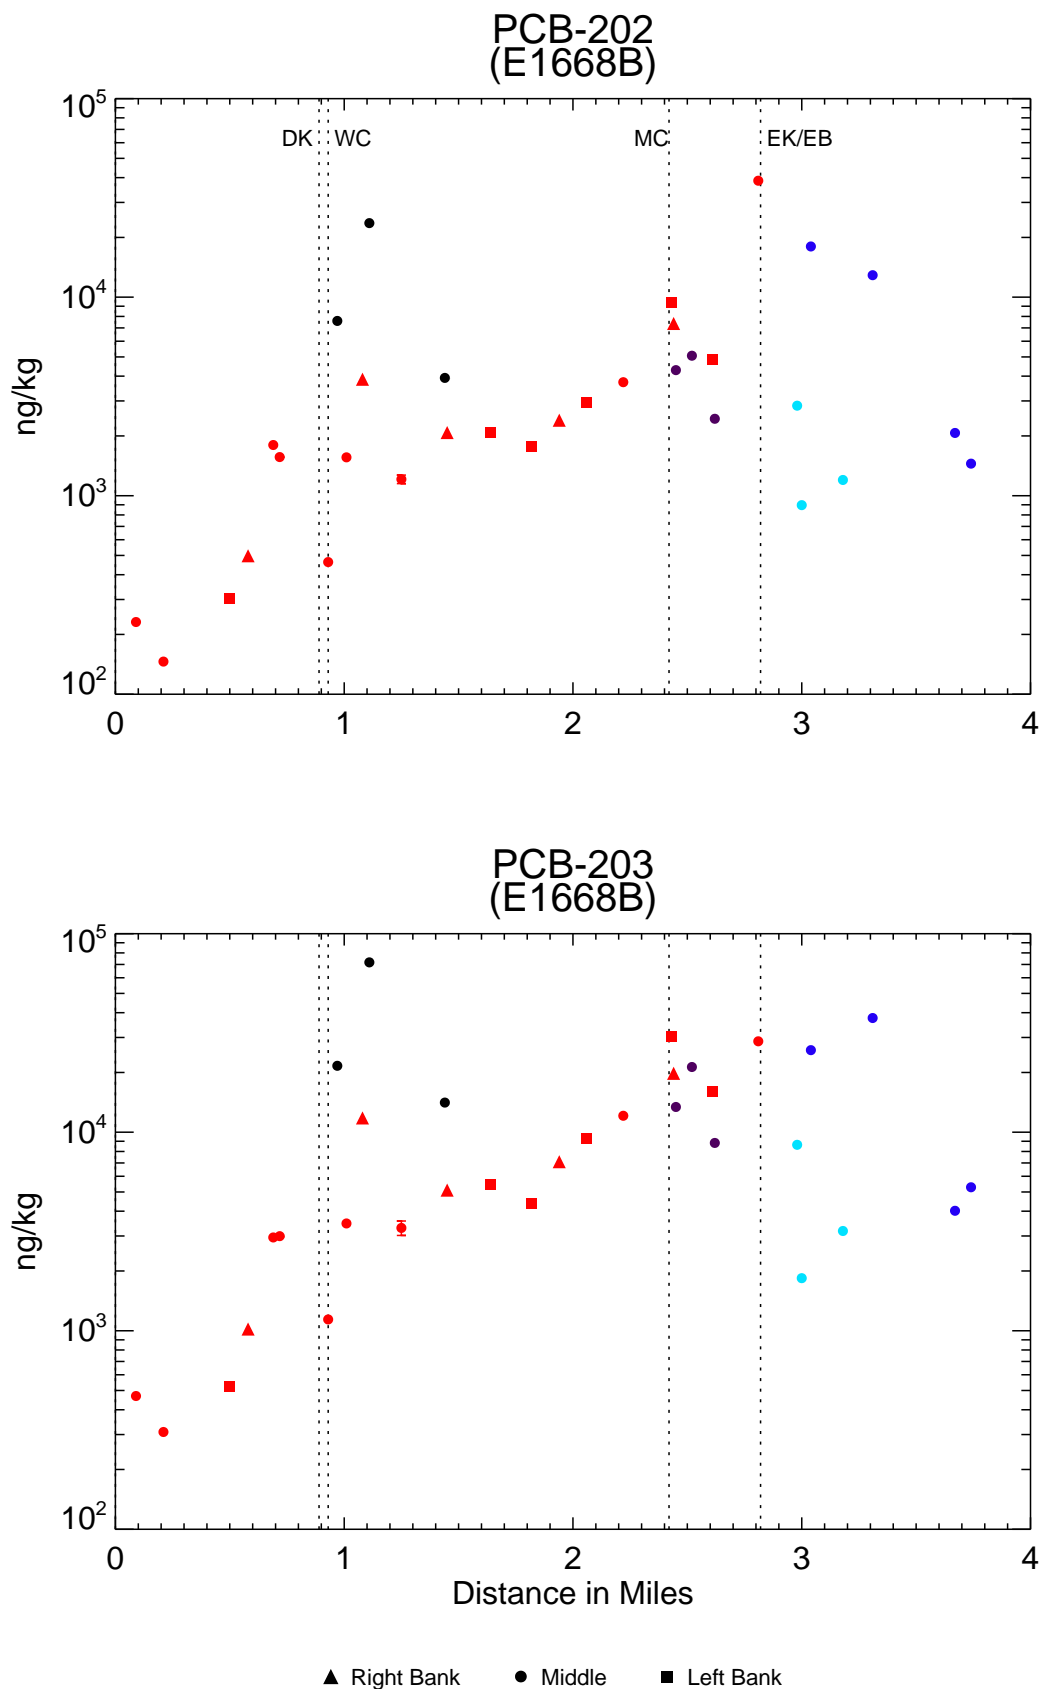 PCB-202
(E1668B)
10^5
DK WC MC EK/EB
10^4
ng/kg
10^3
10^2
0 1 2 3 4
PCB-203
(E1668B)
10^5
10^4
ng/kg
10^3
10^2
0 1 2 3 4
Distance in Miles
Right Bank Middle Left Bank